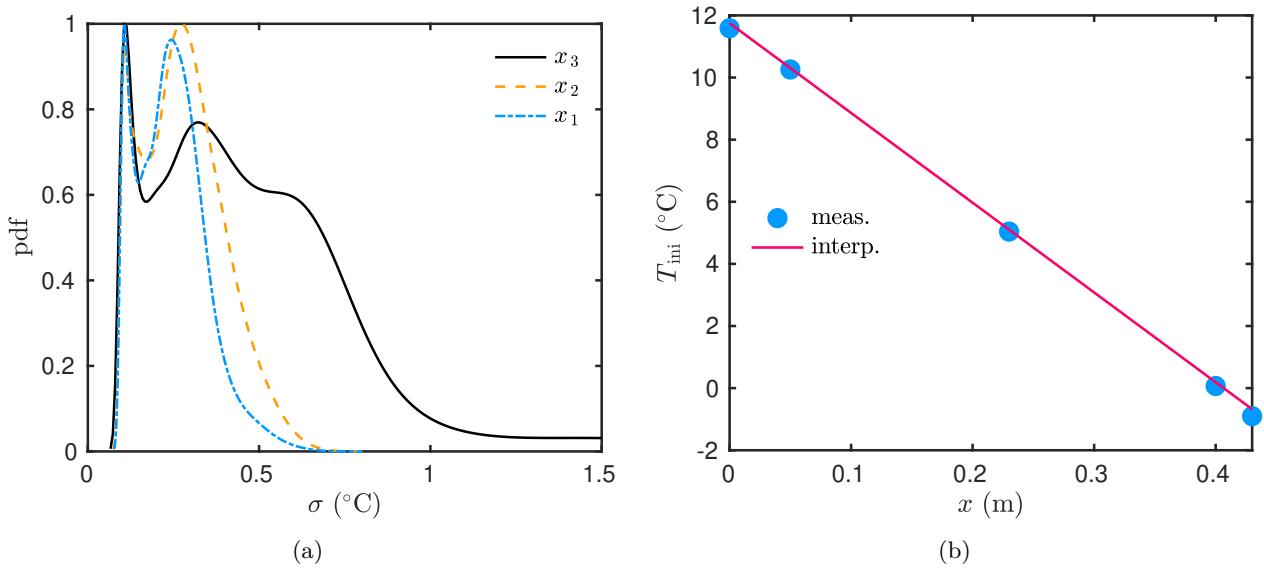 1
0.8
0.6
0.4
0.2
0
pdf
x₃
x₂
x₁
0
0.5
1
1.5
σ (°C)
(a)
12
10
8
6
4
2
0
-2
T_ini (°C)
meas.
interp.
0
0.1
0.2
0.3
0.4
x (m)
(b)